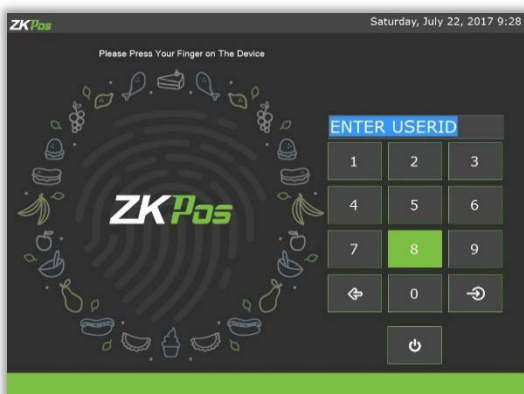 ZKPos
Saturday, July 22, 2017 9:28
Please Press Your Finger on The Device
ZKPos
ENTER USERID
1 2 3
4 5 6
7 8 9
0